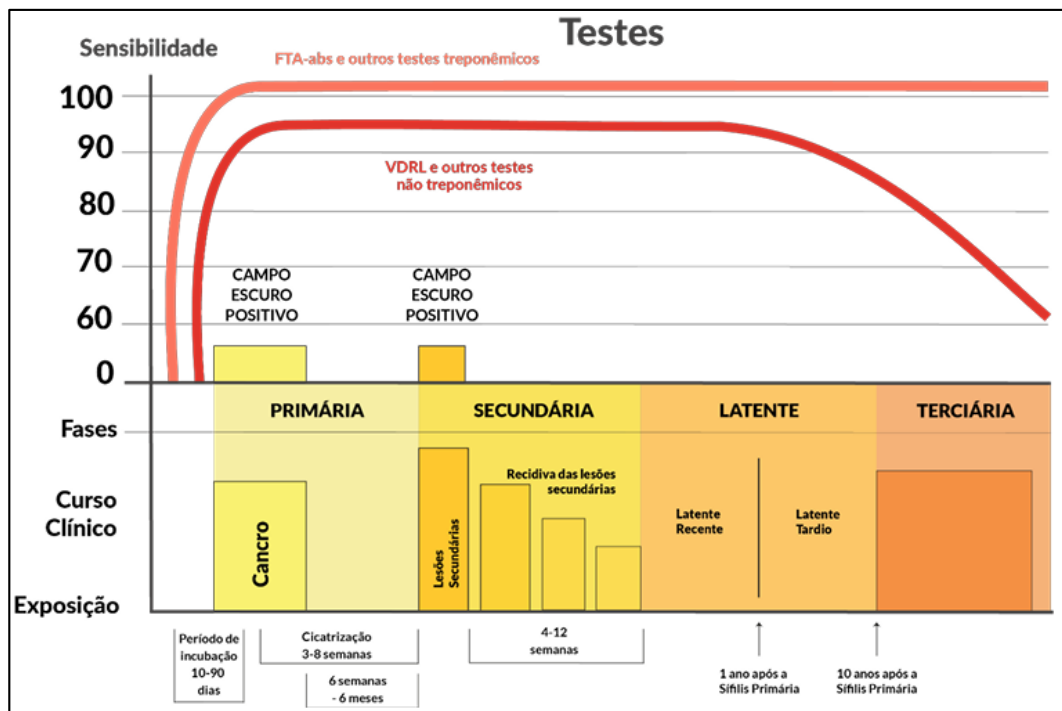 Testes
Sensibilidade
FTA-abs e outros testes treponêmicos
100
90
80
70
60
0
VDRL e outros testes
não treponêmicos
CAMPO
ESCURO
POSITIVO
CAMPO
ESCURO
POSITIVO
PRIMÁRIA
SECUNDÁRIA
LATENTE
TERCIÁRIA
Fases
Curso
Clínico
Exposição
Cancro
Lesões
Secundárias
Recidiva das lesões
secundárias
Latente
Recente
Latente
Tardio
Período de
incubação
10-90
dias
Cicatrização
3-8 semanas
6 semanas
- 6 meses
4-12
semanas
1 ano após a
Sífilis Primária
10 anos após a
Sífilis Primária